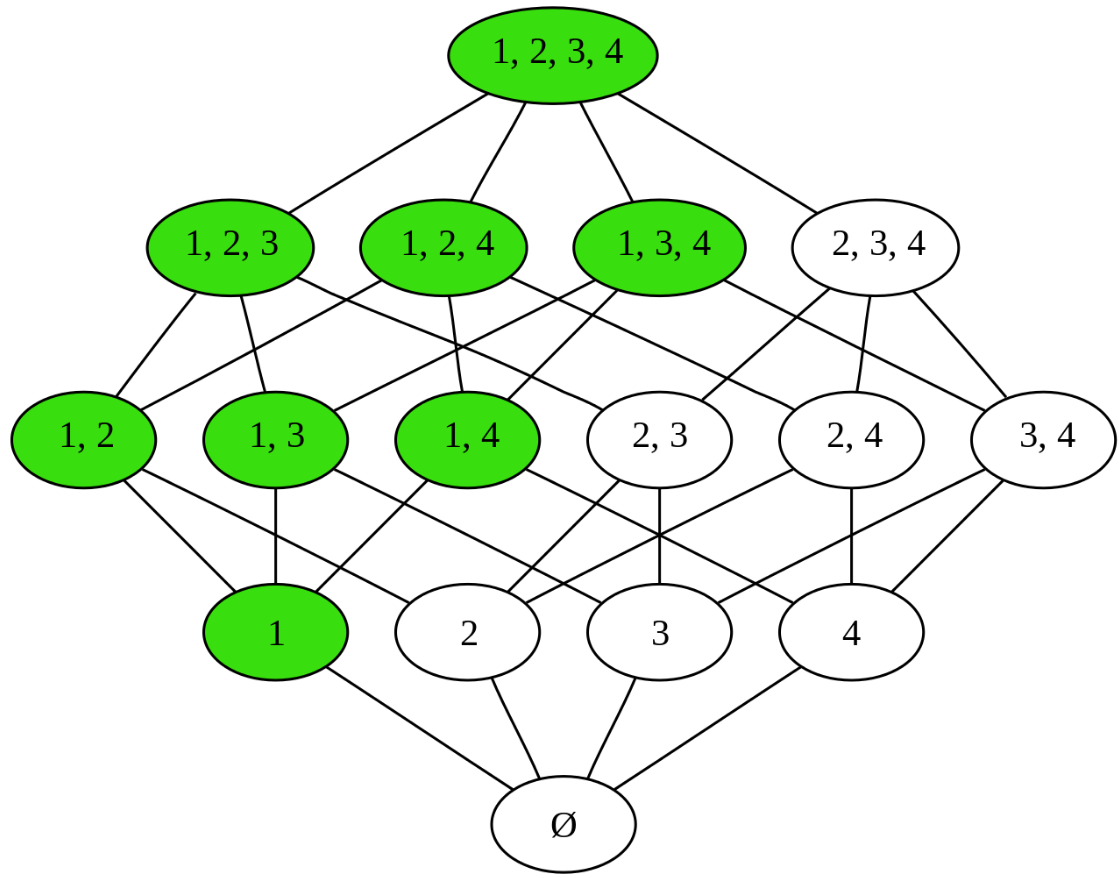 1, 2, 3, 4
1, 2, 3
1, 2, 4
1, 3, 4
2, 3, 4
1, 2
1, 3
1, 4
2, 3
2, 4
3, 4
1
2
3
4
Ø